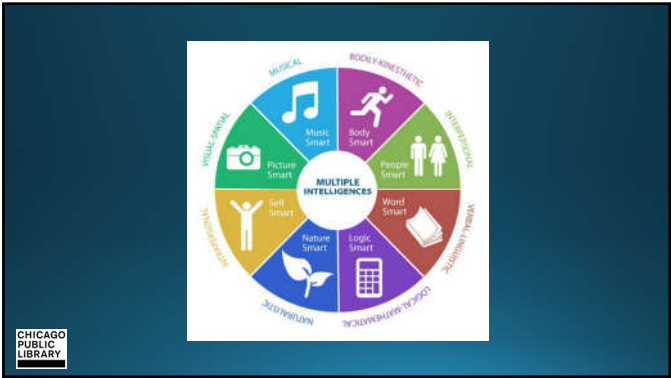 MUSICAL
BODILY-KINESTHETIC
INTERPERSONAL
VERBAL-LINGUISTIC
LOGICAL-MATHEMATICAL
NATURALISTIC
INTRAPERSONAL
VISUAL-SPATIAL
Music
Smart
Body
Smart
People
Smart
Word
Smart
Logic
Smart
Nature
Smart
Self
Smart
Picture
Smart
MULTIPLE
INTELLIGENCES
CHICAGO
PUBLIC
LIBRARY